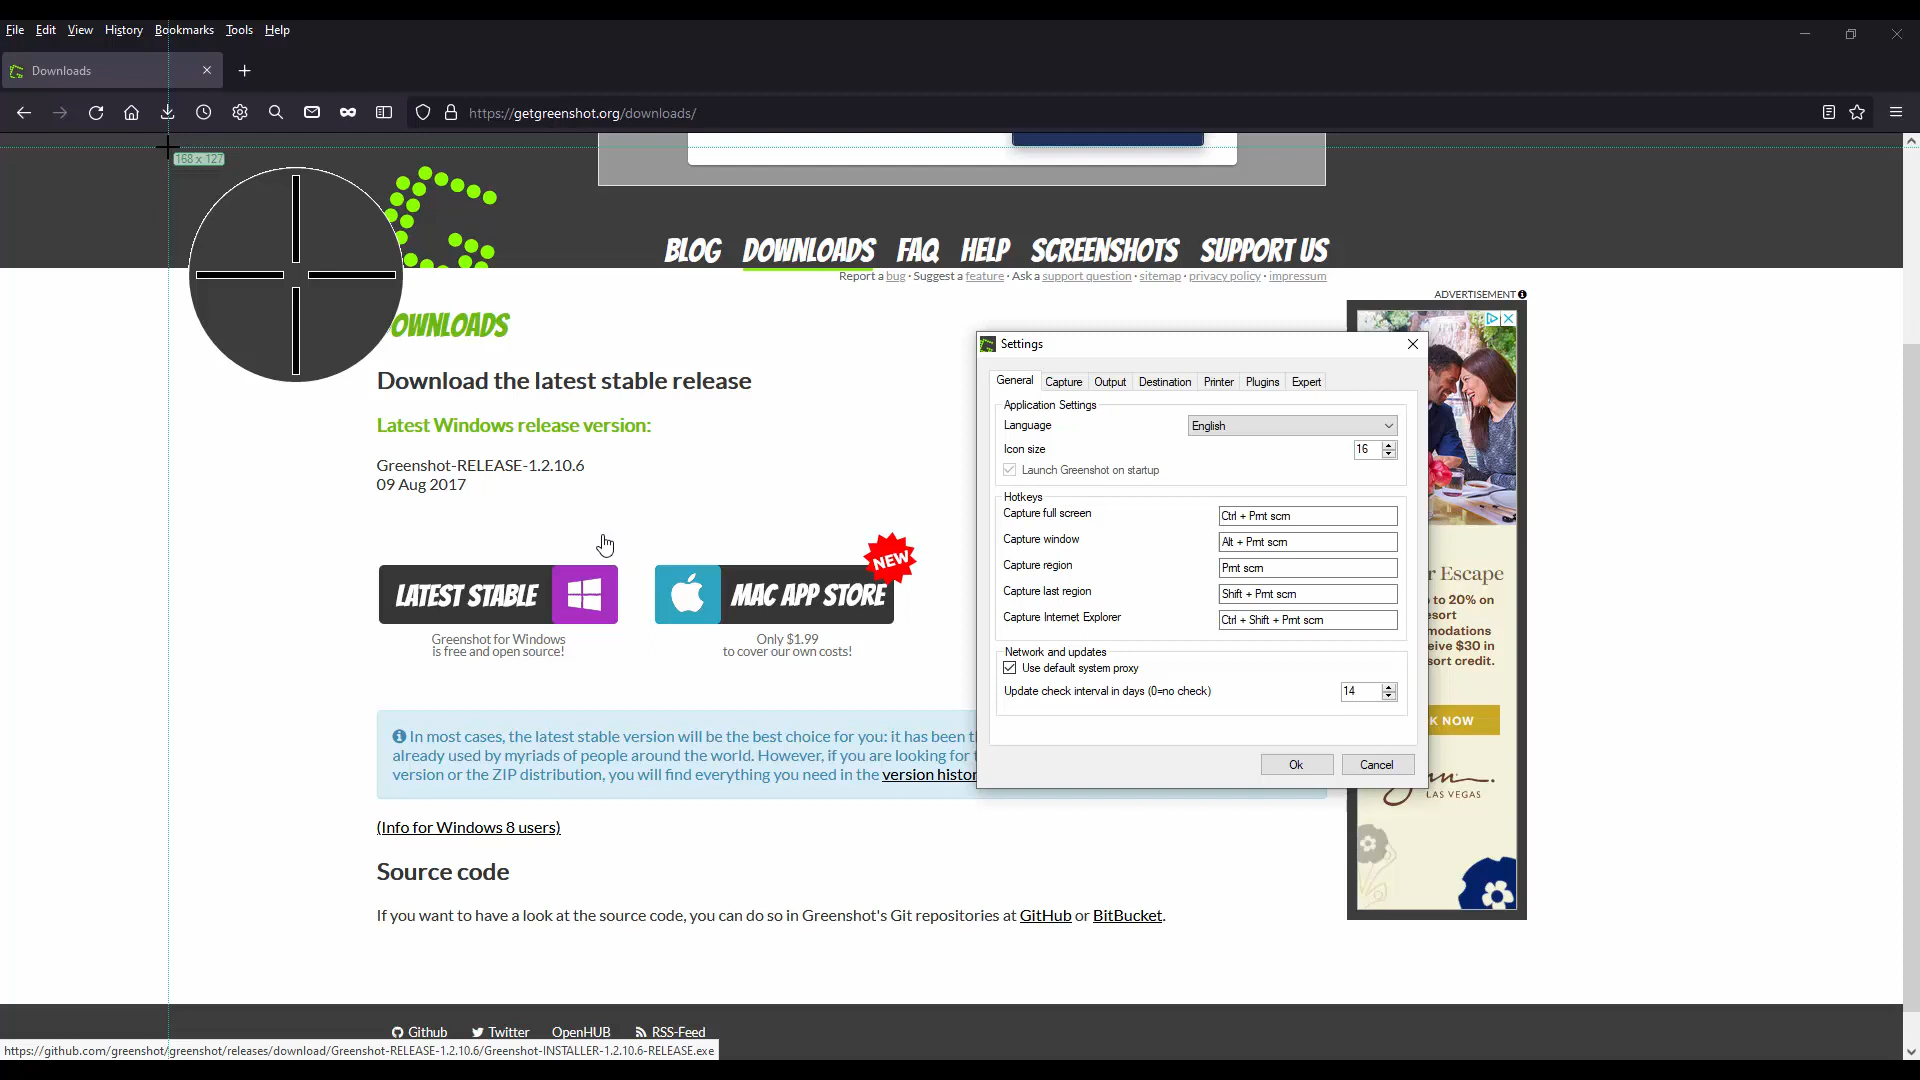 File Edit View History Bookmarks Tools Help
Downloads
https://getgreenshot.org/downloads/
168 x 127
BLOG DOWNLOADS FAQ HELP SCREENSHOTS SUPPORT US
Report a bug · Suggest a feature · Ask a support question · sitemap · privacy policy · impressum
ADVERTISEMENT
OWNLOADS
Download the latest stable release
Latest Windows release version:
Greenshot-RELEASE-1.2.10.6
09 Aug 2017
LATEST STABLE
Greenshot for Windows
is free and open source!
NEW
MAC APP STORE
Only $1.99
to cover our own costs!
In most cases, the latest stable version will be the best choice for you: it has been t
already used by myriads of people around the world. However, if you are looking for
version or the ZIP distribution, you will find everything you need in the version histor
(Info for Windows 8 users)
Source code
If you want to have a look at the source code, you can do so in Greenshot's Git repositories at GitHub or BitBucket.
Settings
General Capture Output Destination Printer Plugins Expert
Application Settings
Language English
Icon size 16
Launch Greenshot on startup
Hotkeys
Capture full screen Ctrl + Prnt scrn
Capture window Alt + Prnt scrn
Capture region Prnt scrn
Capture last region Shift + Prnt scrn
Capture Internet Explorer Ctrl + Shift + Prnt scrn
Network and updates
Use default system proxy
Update check interval in days (0=no check) 14
Ok Cancel
r Escape
to 20% on
sort
modations
eive $30 in
sort credit.
K NOW
LAS VEGAS
Github Twitter OpenHUB RSS-Feed
https://github.com/greenshot/greenshot/releases/download/Greenshot-RELEASE-1.2.10.6/Greenshot-INSTALLER-1.2.10.6-RELEASE.exe